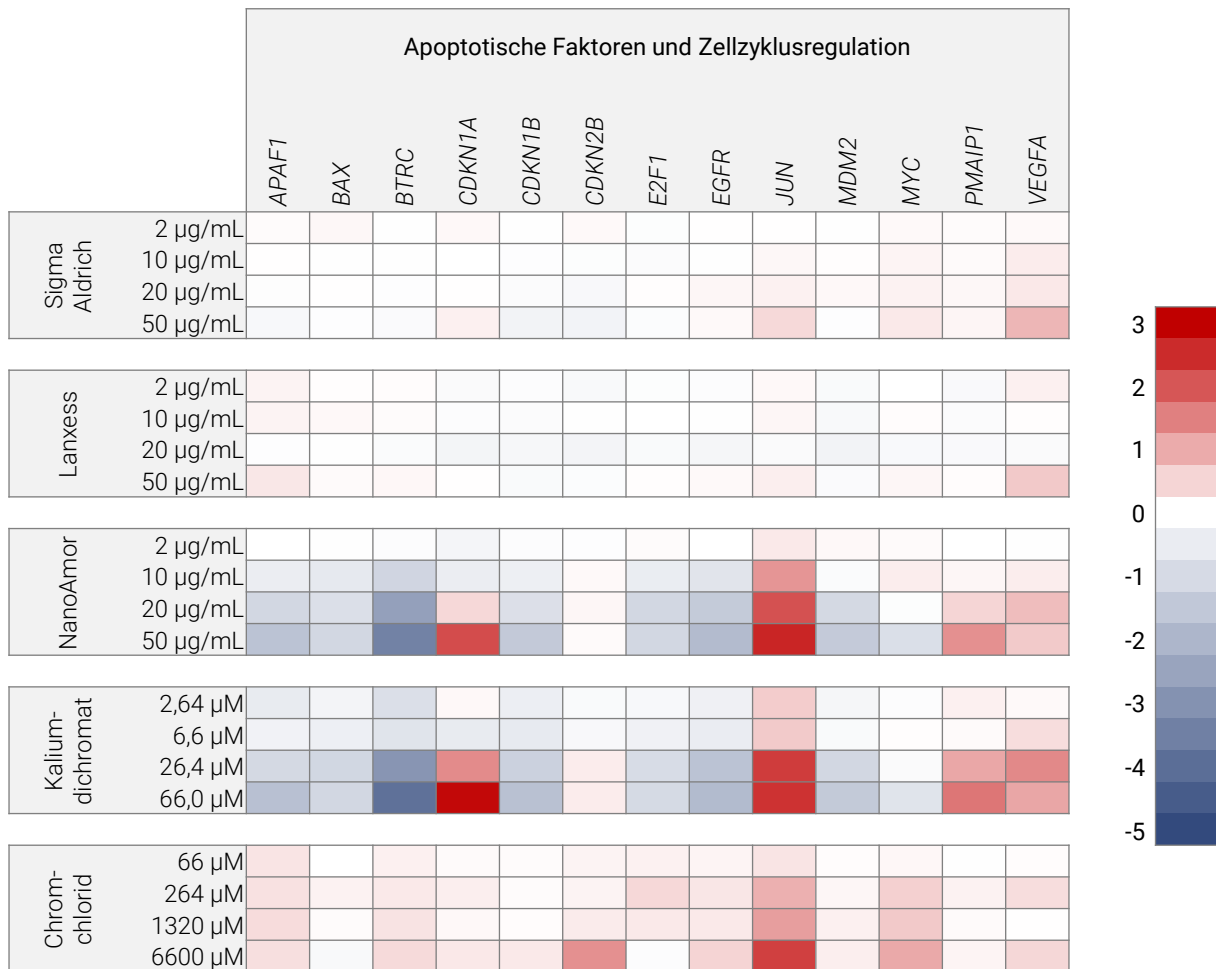 Apoptotische Faktoren und Zellzyklusregulation
APAF1
BAX
BTRC
CDKN1A
CDKN1B
CDKN2B
E2F1
EGFR
JUN
MDM2
MYC
PMAIP1
VEGFA
Sigma
Aldrich
2 µg/mL
10 µg/mL
20 µg/mL
50 µg/mL
Lanxess
2 µg/mL
10 µg/mL
20 µg/mL
50 µg/mL
NanoAmor
2 µg/mL
10 µg/mL
20 µg/mL
50 µg/mL
Kalium-
dichromat
2,64 µM
6,6 µM
26,4 µM
66,0 µM
Chrom-
chlorid
66 µM
264 µM
1320 µM
6600 µM
3
2
1
0
-1
-2
-3
-4
-5